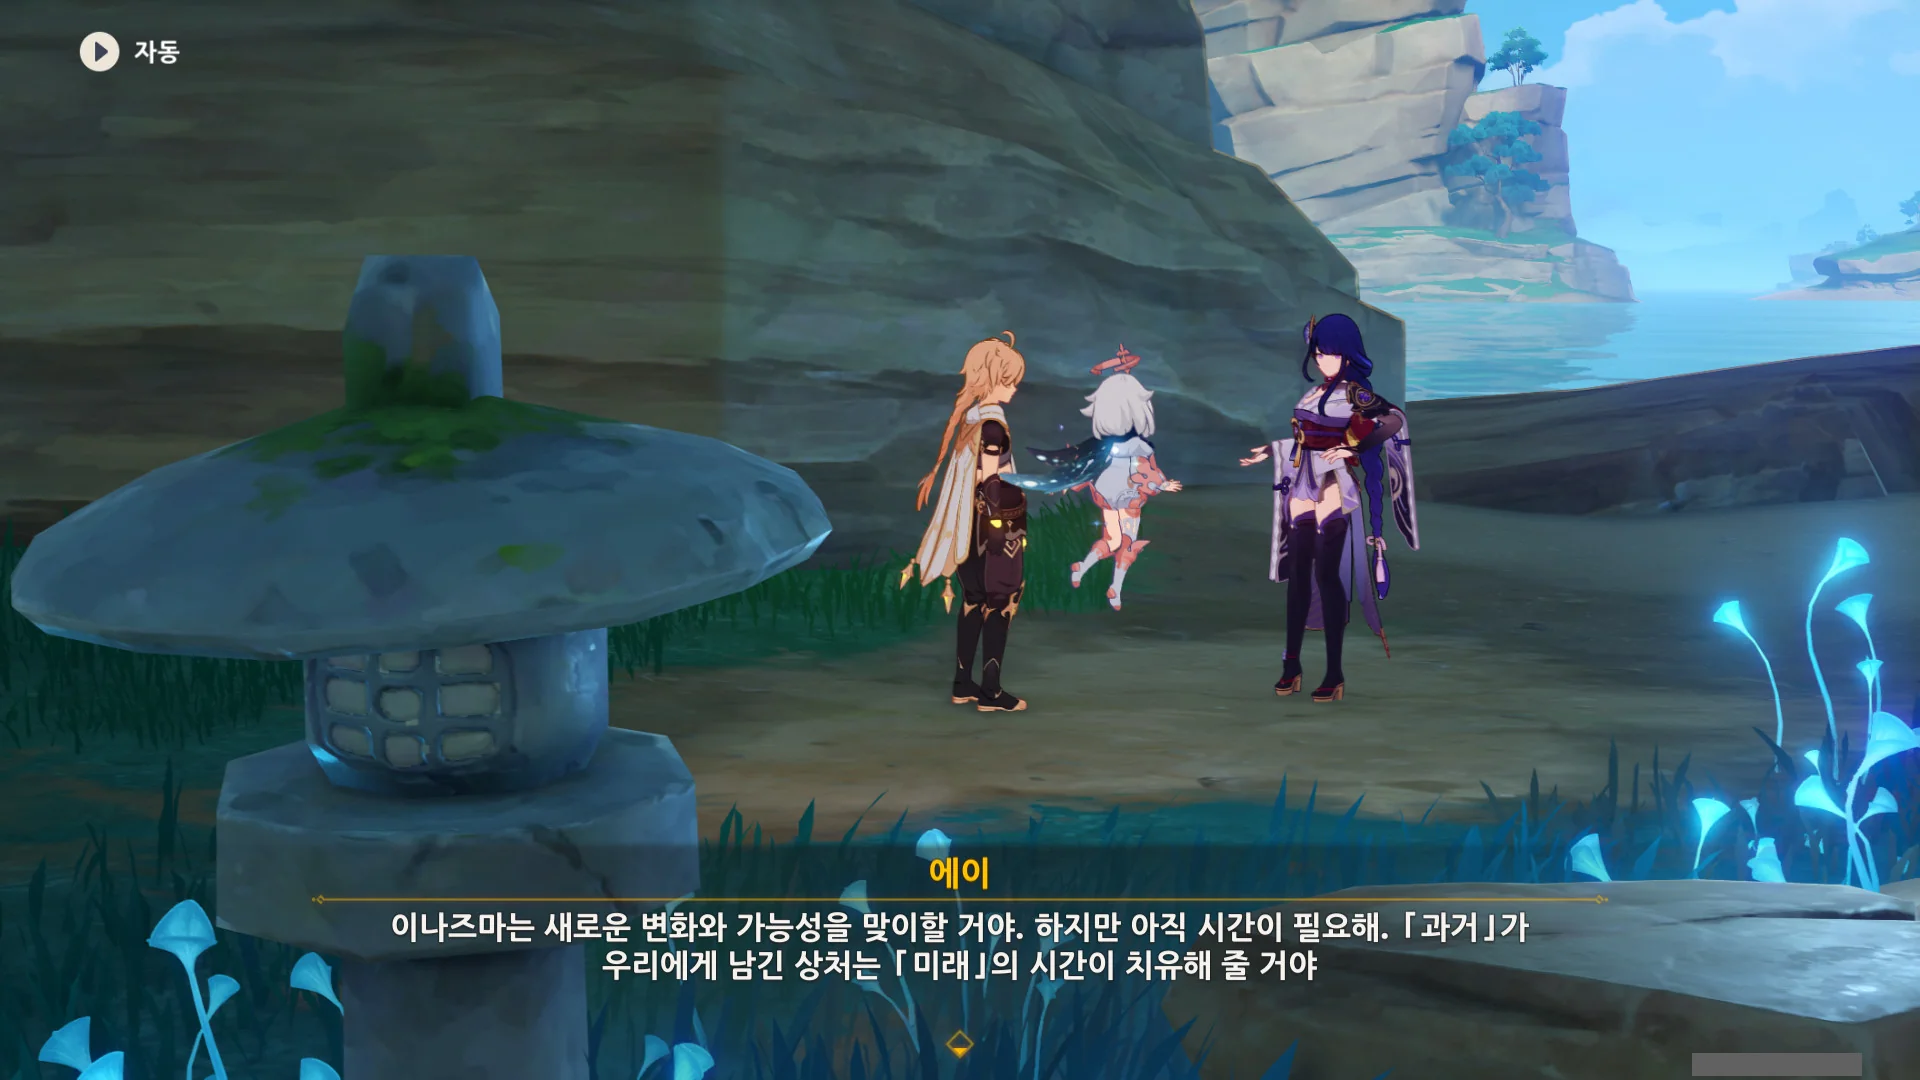 자동
에이
이나즈마는 새로운 변화와 가능성을 맞이할 거야. 하지만 아직 시간이 필요해. 「과거」가
우리에게 남긴 상처는 「미래」의 시간이 치유해 줄 거야